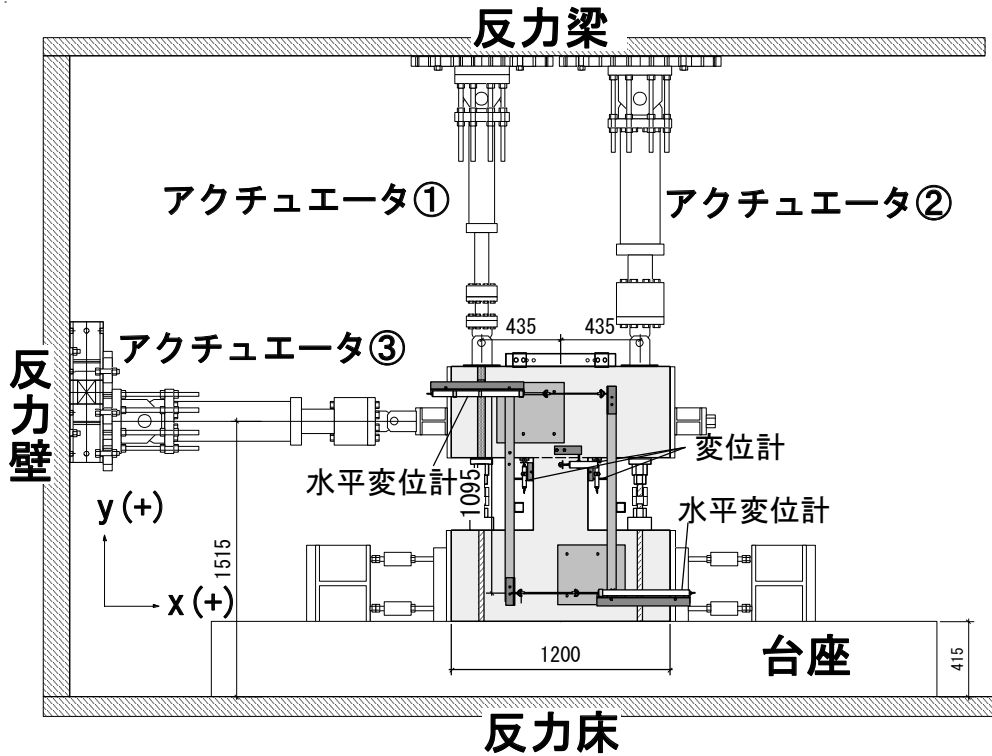 反力梁
アクチュエータ①
アクチュエータ②
435
435
アクチュエータ③
反力壁
水平変位計
変位計
1095
水平変位計
y(+)
1515
x(+)
1200
台座
415
反力床